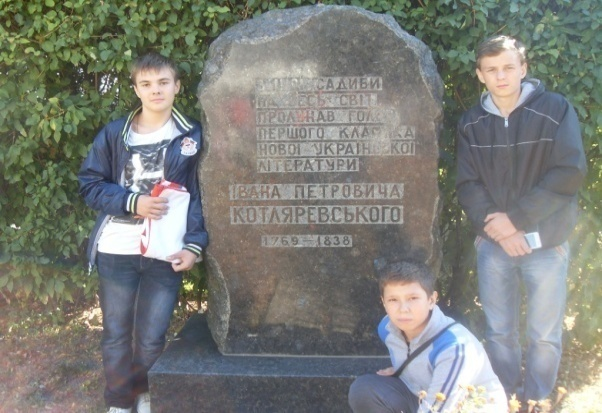 САДИБИ
НА ВЕСЬ СВІТ
ПРОЛУНАВ ГОЛОС
ПЕРШОГО КЛАСИКА
НОВОЇ УКРАЇНСЬКОЇ
ЛІТЕРАТУРИ
ІВАНА ПЕТРОВИЧА
КОТЛЯРЕВСЬКОГО
1769–1838